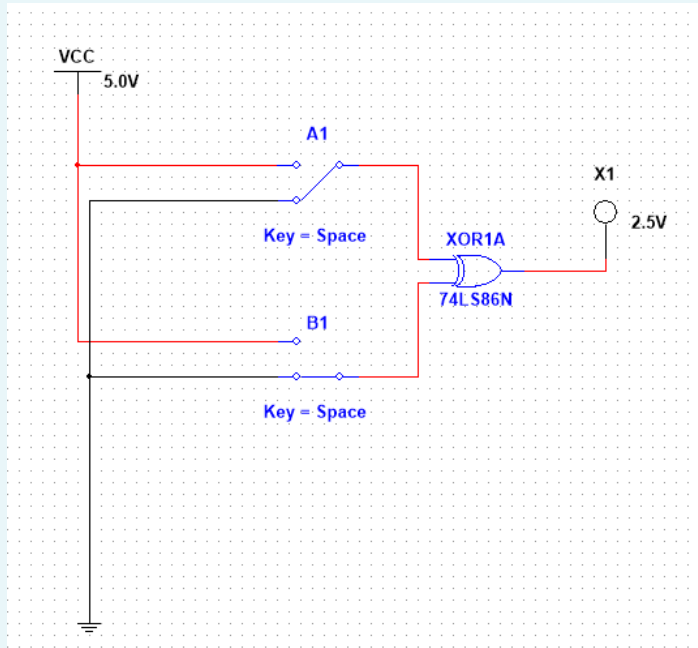 VCC
5.0V
A1
Key = Space
X1
2.5V
XOR1A
74LS86N
B1
Key = Space